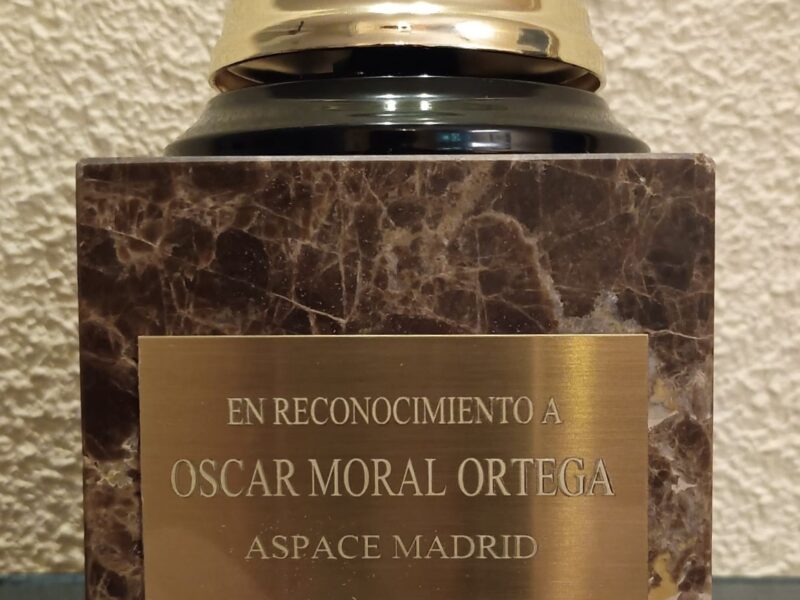 EN RECONOCIMIENTO A
OSCAR MORAL ORTEGA
ASPACE MADRID